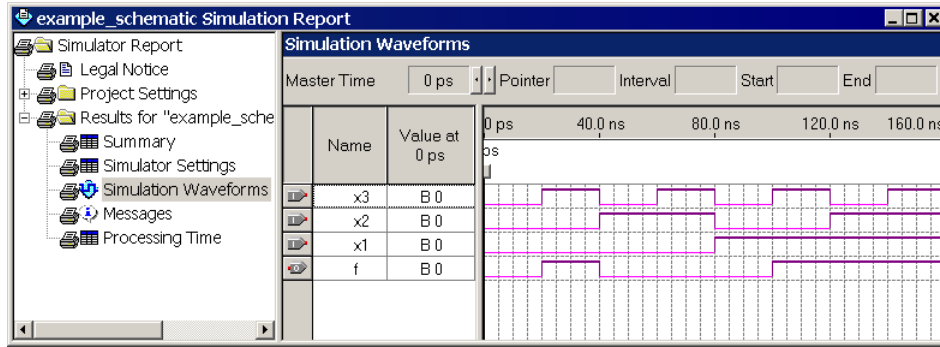 example_schematic Simulation Report
Simulator Report
Legal Notice
Project Settings
Results for "example_sche
Summary
Simulator Settings
Simulation Waveforms
Messages
Processing Time
Simulation Waveforms
Master Time 0 ps Pointer Interval Start End
Name Value at 0 ps
0 ps 40.0 ns 80.0 ns 120.0 ns 160.0 ns
ps
x3 B 0
x2 B 0
x1 B 0
f B 0